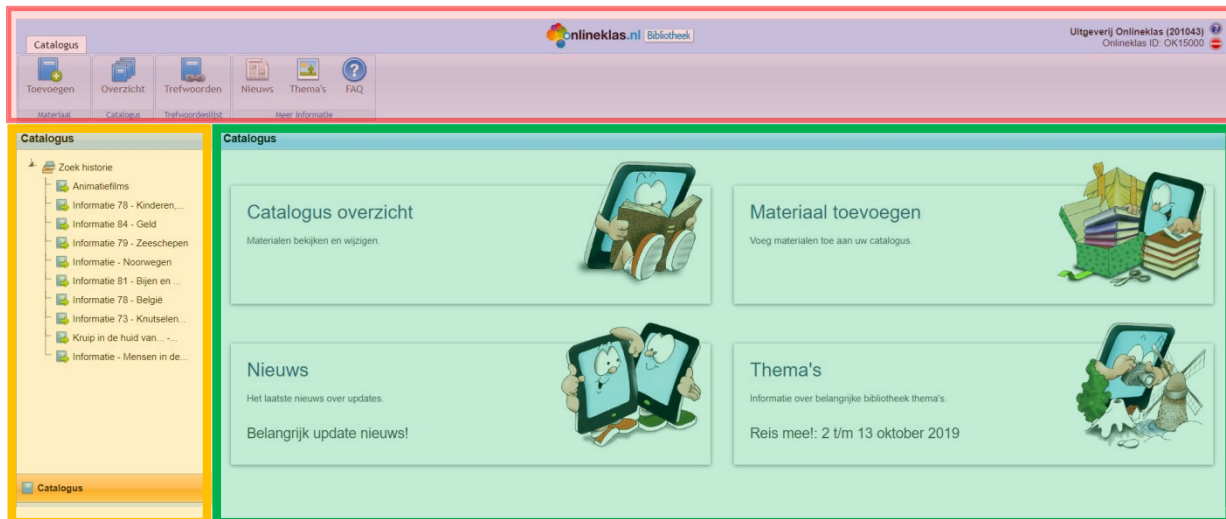 Catalogus
onlineklas.nl Bibliotheek
Uitgeverij Onlineklas (201043)
Onlineklas ID: OK15000
Toevoegen Overzicht Trefwoorden Nieuws Thema's FAQ
Materiaal Catalogus Trefwoordenlijst Meer informatie
Catalogus
Zoek historie
Animatiefilms
Informatie 78 - Kinderen,...
Informatie 84 - Geld
Informatie 79 - Zeeschepen
Informatie - Noorwegen
Informatie 81 - Bijen en ...
Informatie 78 - België
Informatie 73 - Knutselen...
Kruip in de huid van... -...
Informatie - Mensen in de...
Catalogus
Catalogus
Catalogus overzicht
Materialen bekijken en wijzigen.
Materiaal toevoegen
Voeg materialen toe aan uw catalogus.
Nieuws
Het laatste nieuws over updates.
Belangrijk update nieuws!
Thema's
Informatie over belangrijke bibliotheek thema's.
Reis mee!: 2 t/m 13 oktober 2019